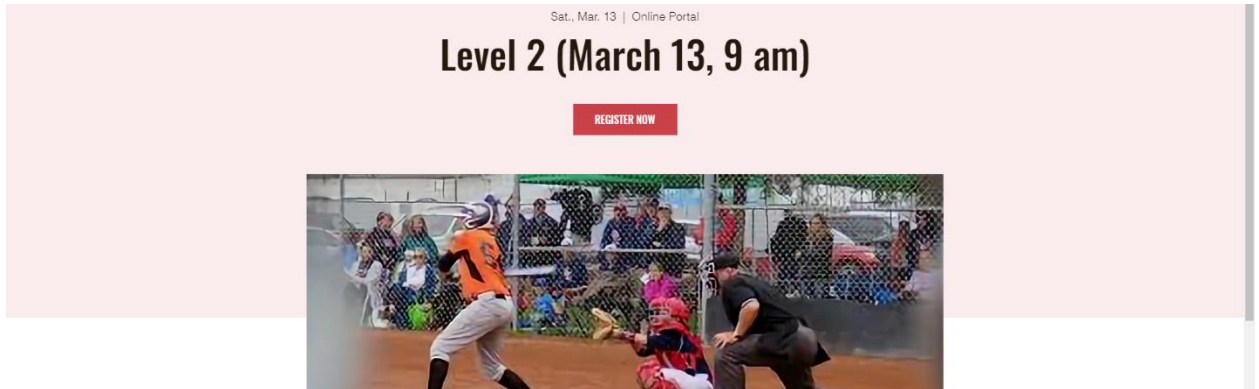 Sat., Mar. 13 | Online Portal
Level 2 (March 13, 9 am)
REGISTER NOW